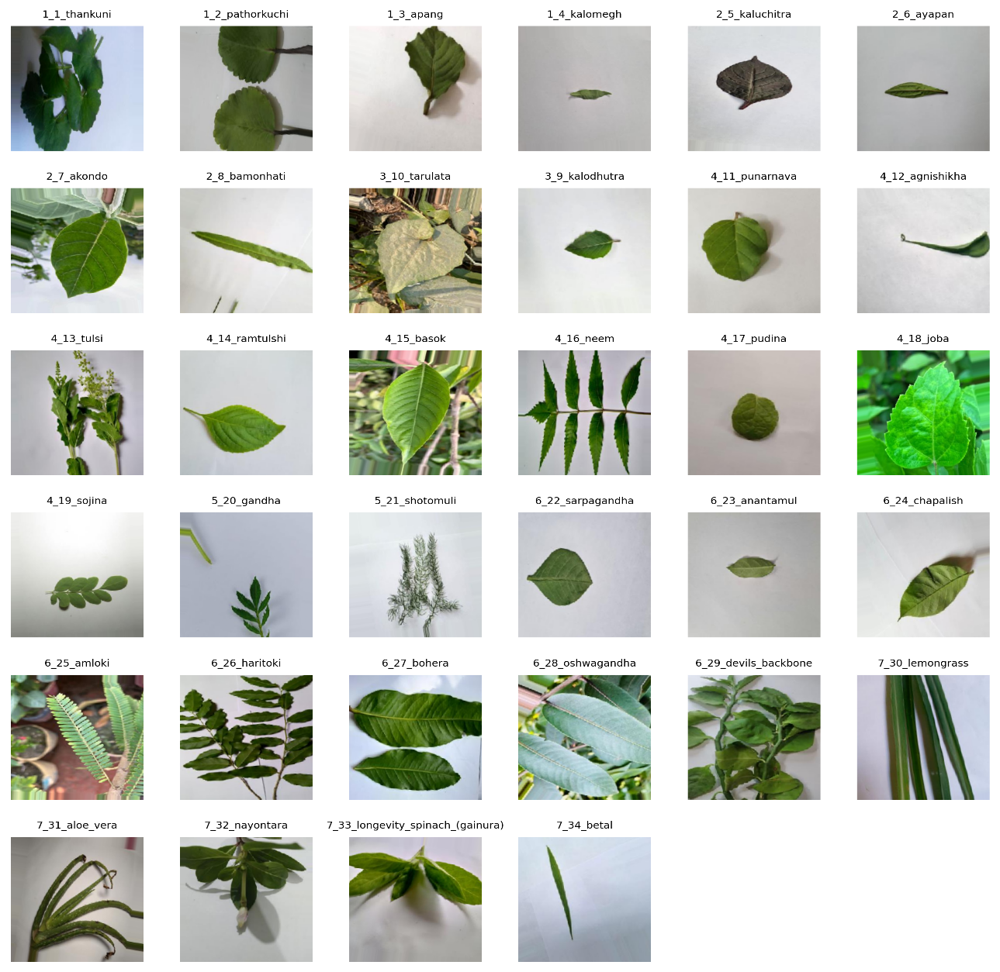 1_1_thankuni
1_2_pathorkuchi
1_3_apang
1_4_kalomegh
2_5_kaluchitra
2_6_ayapan
2_7_akondo
2_8_bamonhati
3_10_tarulata
3_9_kalodhutra
4_11_punarnava
4_12_agnishikha
4_13_tulsi
4_14_ramtulshi
4_15_basok
4_16_neem
4_17_pudina
4_18_joba
4_19_sojina
5_20_gandha
5_21_shotomuli
6_22_sarpagandha
6_23_anantamul
6_24_chapalish
6_25_amloki
6_26_haritoki
6_27_bohera
6_28_oshwagandha
6_29_devils_backbone
7_30_lemongrass
7_31_aloe_vera
7_32_nayontara
7_33_longevity_spinach_(gainura)
7_34_betal